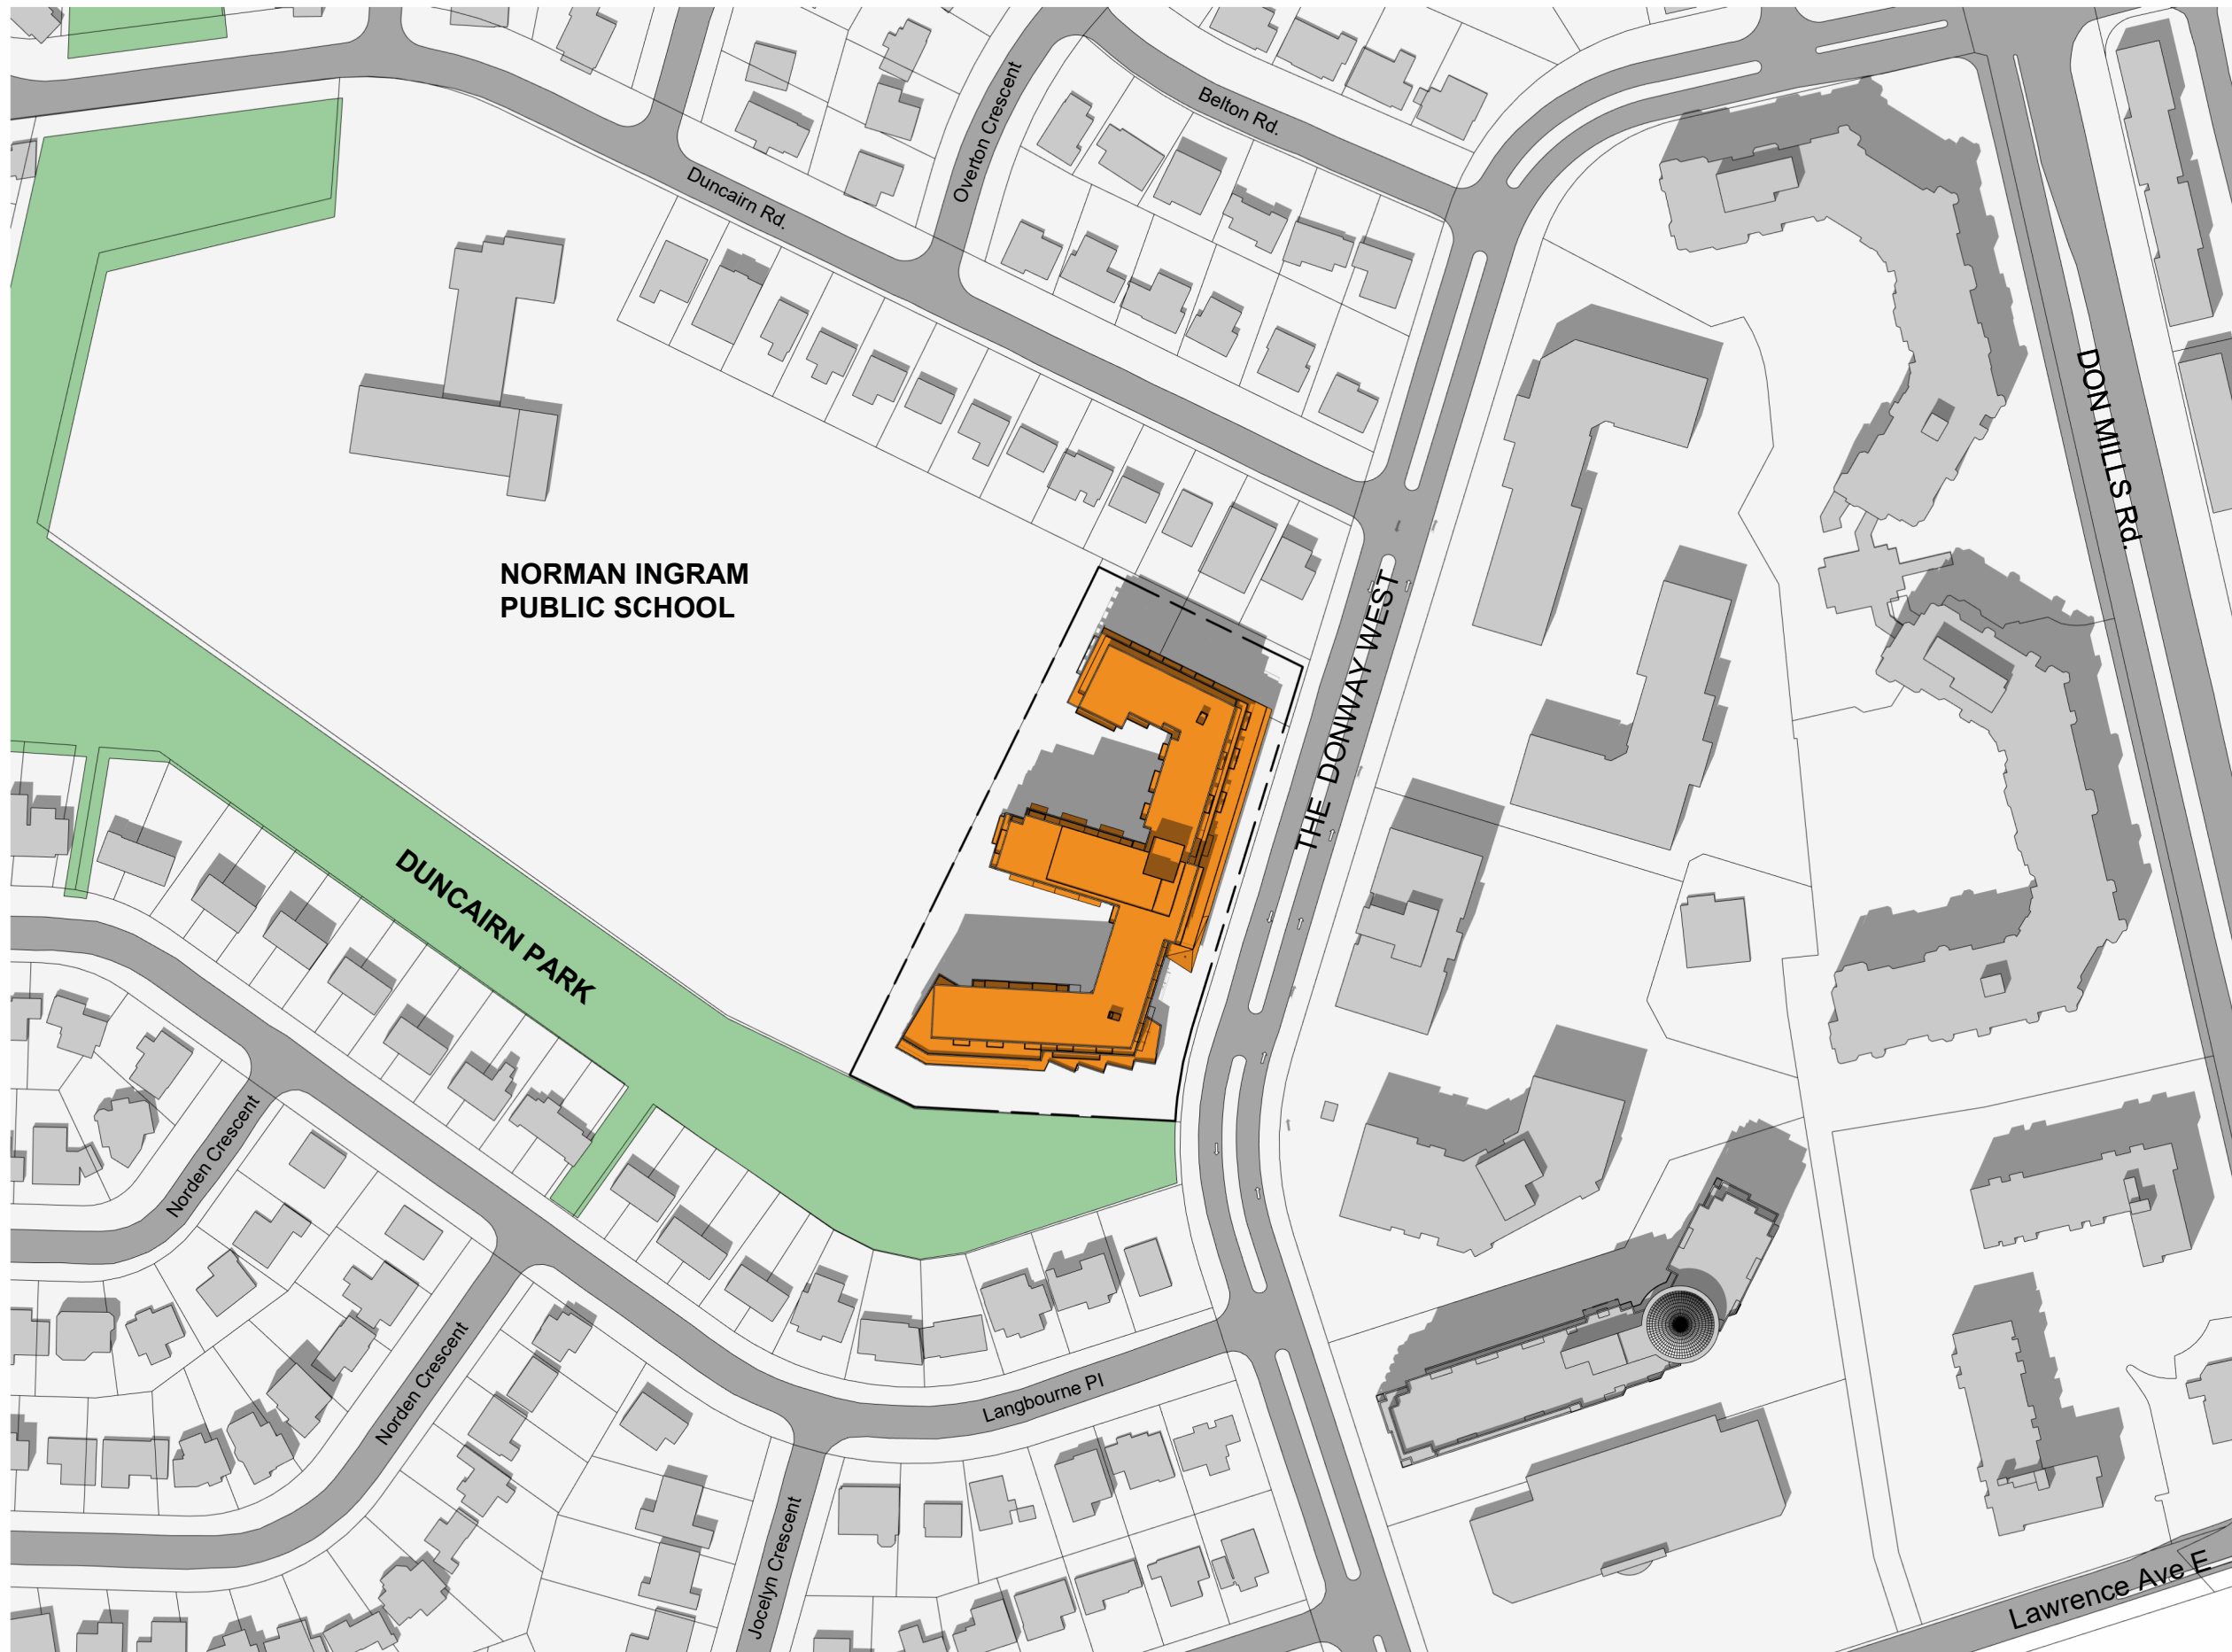 Belton Rd.
Overton Crescent
Duncairn Rd.
DON MILLS Rd.
NORMAN INGRAM
PUBLIC SCHOOL
THE DONWAY WEST
DUNCAIRN PARK
Norden Crescent
Norden Crescent
Langbourne Pl
Jocelyn Crescent
Lawrence Ave E